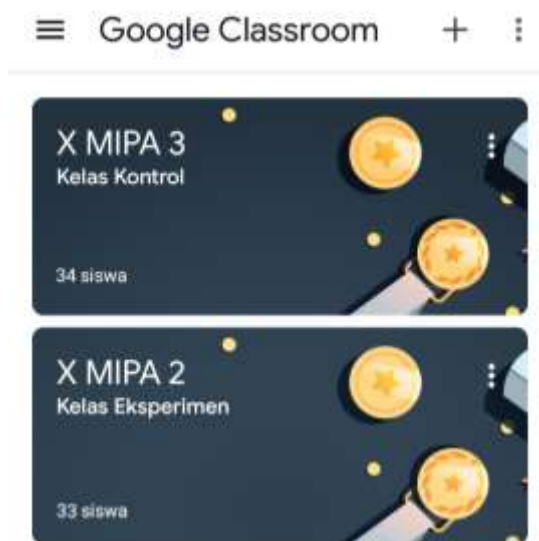 Google Classroom
X MIPA 3
Kelas Kontrol
34 siswa
X MIPA 2
Kelas Eksperimen
33 siswa